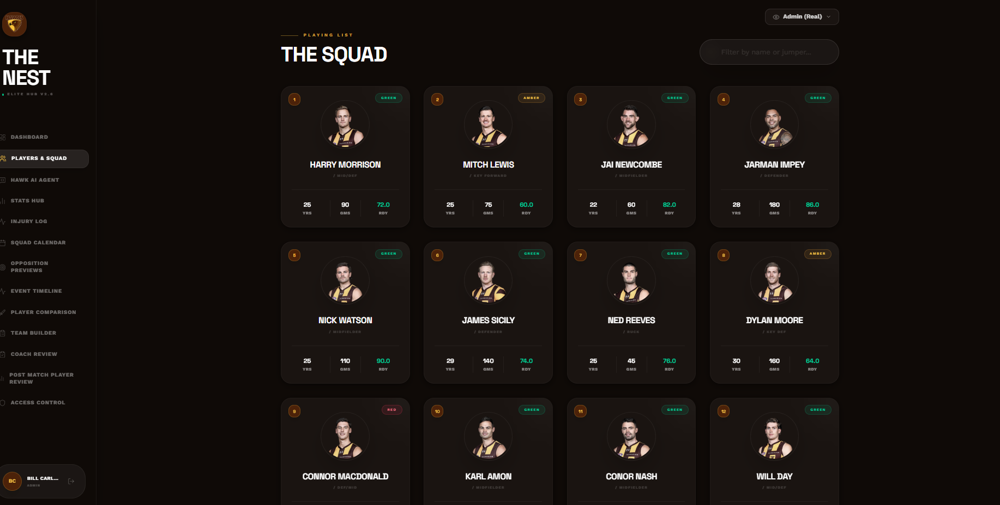 HAWKS
THE
NEST
ELITE HUB V2.6
DASHBOARD
PLAYERS & SQUAD
HAWK AI AGENT
STATS HUB
INJURY LOG
SQUAD CALENDAR
OPPOSITION
PREVIEWS
EVENT TIMELINE
PLAYER COMPARISON
TEAM BUILDER
COACH REVIEW
POST MATCH PLAYER
REVIEW
ACCESS CONTROL
BC
BILL CARL...
ADMIN
Admin (Real)
PLAYING LIST
THE SQUAD
Filter by name or jumper...
1
GREEN
HARRY MORRISON
/ MID/DEF
25 90 72.0
YRS GMS RDY
2
AMBER
MITCH LEWIS
/ KEY FORWARD
25 75 60.0
YRS GMS RDY
3
GREEN
JAI NEWCOMBE
/ MIDFIELDER
22 60 82.0
YRS GMS RDY
4
GREEN
JARMAN IMPEY
/ DEFENDER
28 180 86.0
YRS GMS RDY
5
GREEN
NICK WATSON
/ MIDFIELDER
25 110 90.0
YRS GMS RDY
6
GREEN
JAMES SICILY
/ DEFENDER
29 140 74.0
YRS GMS RDY
7
GREEN
NED REEVES
/ RUCK
25 45 76.0
YRS GMS RDY
8
AMBER
DYLAN MOORE
/ KEY DEF
30 160 64.0
YRS GMS RDY
9
RED
CONNOR MACDONALD
/ DEF/MID
10
GREEN
KARL AMON
/ MIDFIELDER
11
GREEN
CONOR NASH
/ MIDFIELDER
12
GREEN
WILL DAY
/ MID/DEF